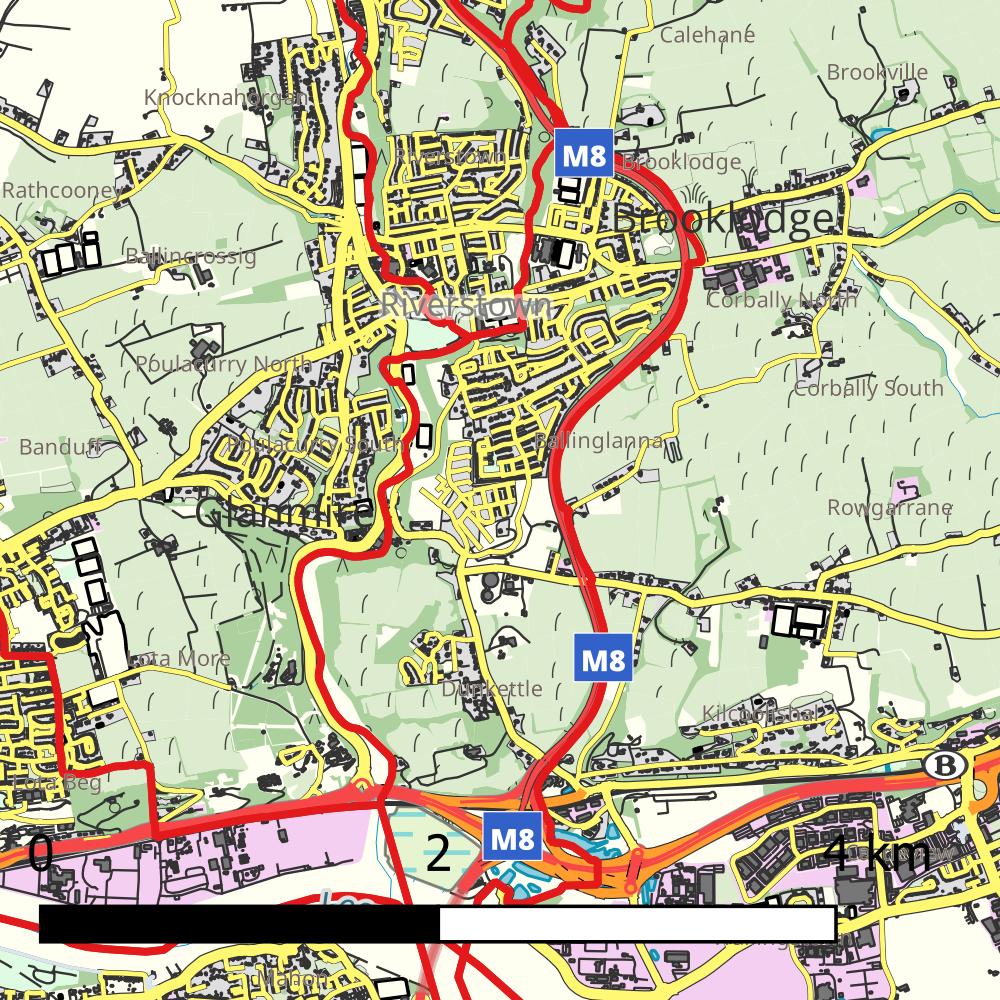 Calehane
Brookville
Knocknahorgan
M8
Riverstown
Brooklodge
Rathcooney
Brooklodge
Ballincrossig
Corbally North
Riverstown
Poulacurry North
Corbally South
Banduff
Poulacurry South
Ballinglanna
Rowgarrane
Glanmire
Lota More
M8
Dunkettle
Kilcoolishal
B
Lota Beg
M8
0
2
4 km
Mahon